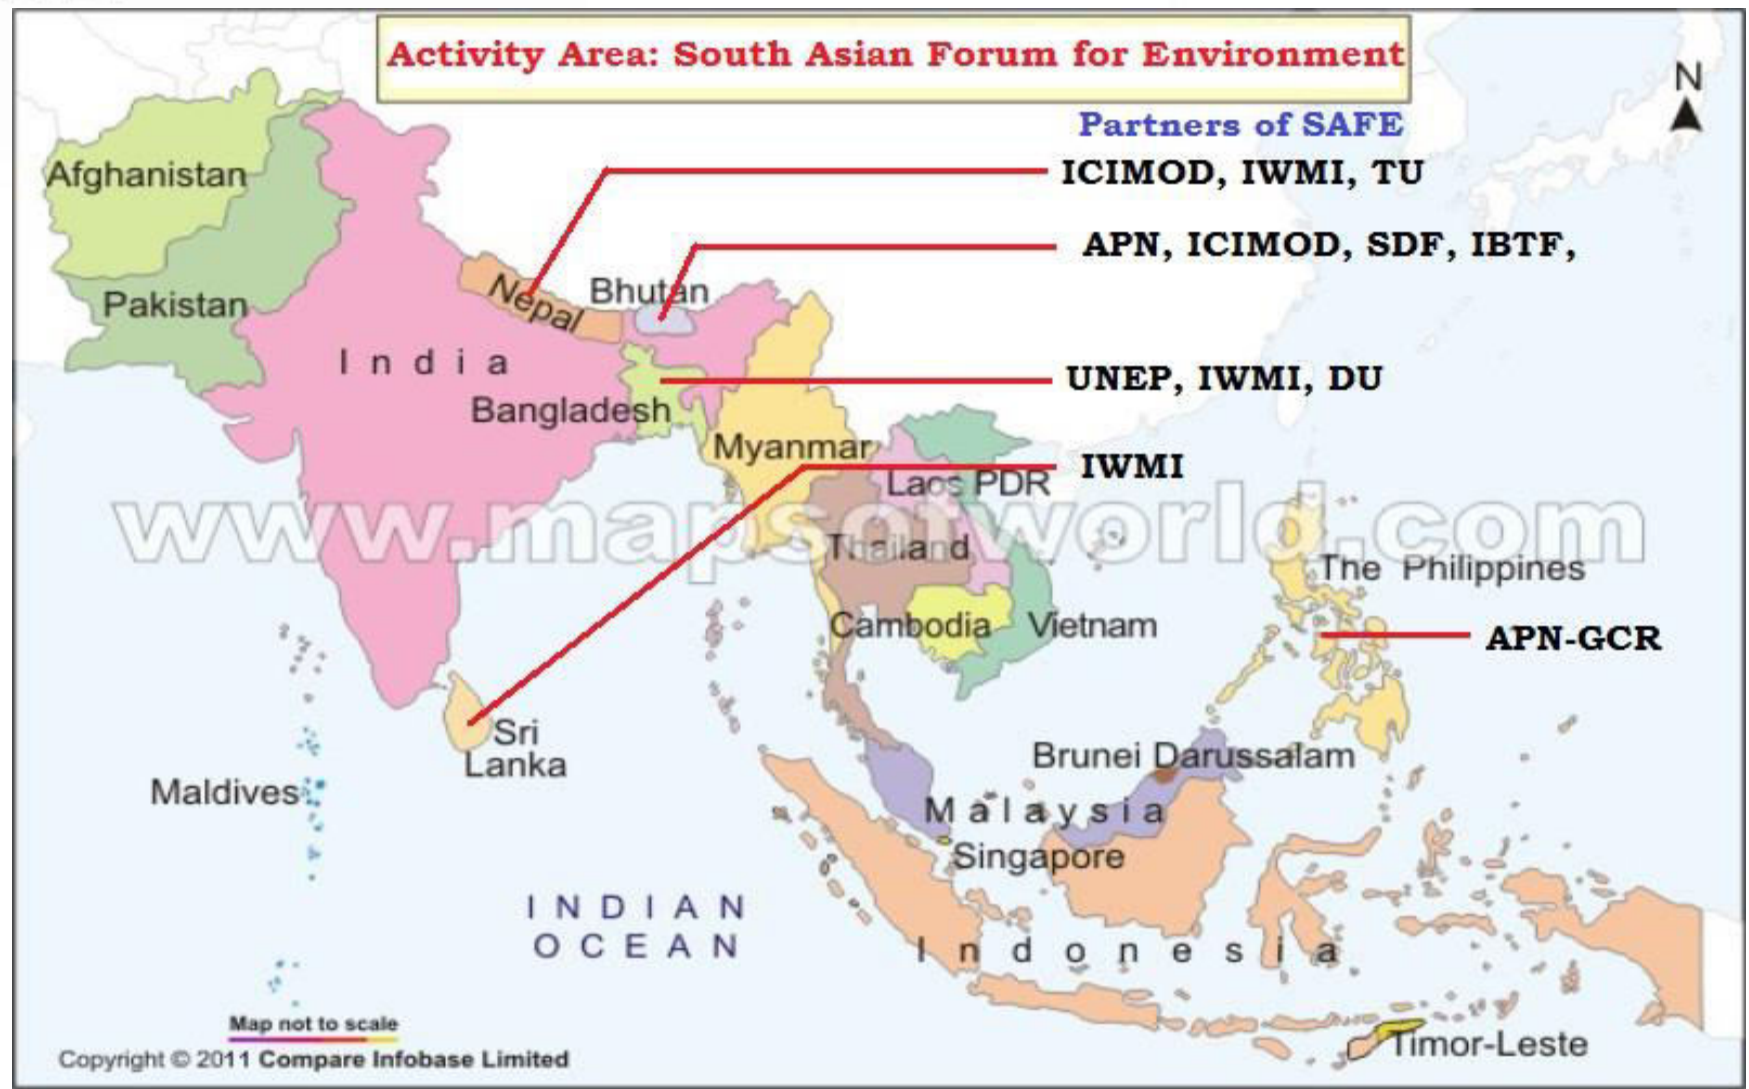 Activity Area: South Asian Forum for Environment
N
Partners of SAFE
ICIMOD, IWMI, TU
APN, ICIMOD, SDF, IBTF,
UNEP, IWMI, DU
IWMI
APN-GCR
Afghanistan
Pakistan
Nepal
Bhutan
India
Bangladesh
Myanmar
Laos PDR
www.mapsofworld.com
Thailand
The Philippines
Cambodia
Vietnam
Sri
Lanka
Maldives
Brunei Darussalam
Malaysia
Singapore
INDIAN
OCEAN
Indonesia
Timor-Leste
Map not to scale
Copyright © 2011 Compare Infobase Limited